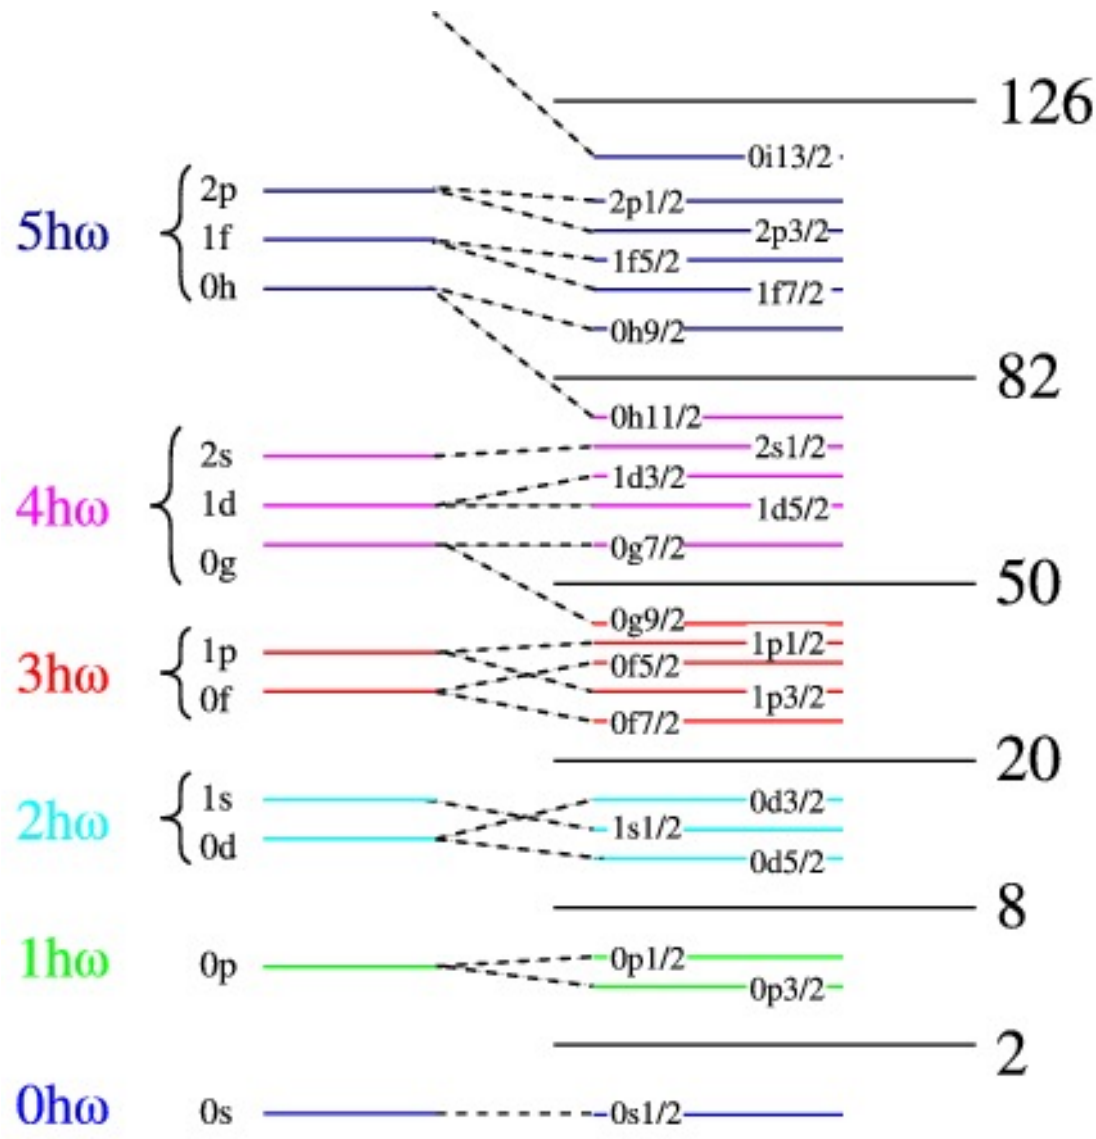 126
0i13/2
2p
2p1/2
5hω
1f
2p3/2
1f5/2
0h
1f7/2
0h9/2
82
0h11/2
2s
2s1/2
1d3/2
4hω
1d
1d5/2
0g
0g7/2
50
0g9/2
1p
1p1/2
3hω
0f5/2
0f
1p3/2
0f7/2
20
1s
0d3/2
2hω
1s1/2
0d
0d5/2
8
1hω
0p
0p1/2
0p3/2
2
0hω
0s
0s1/2